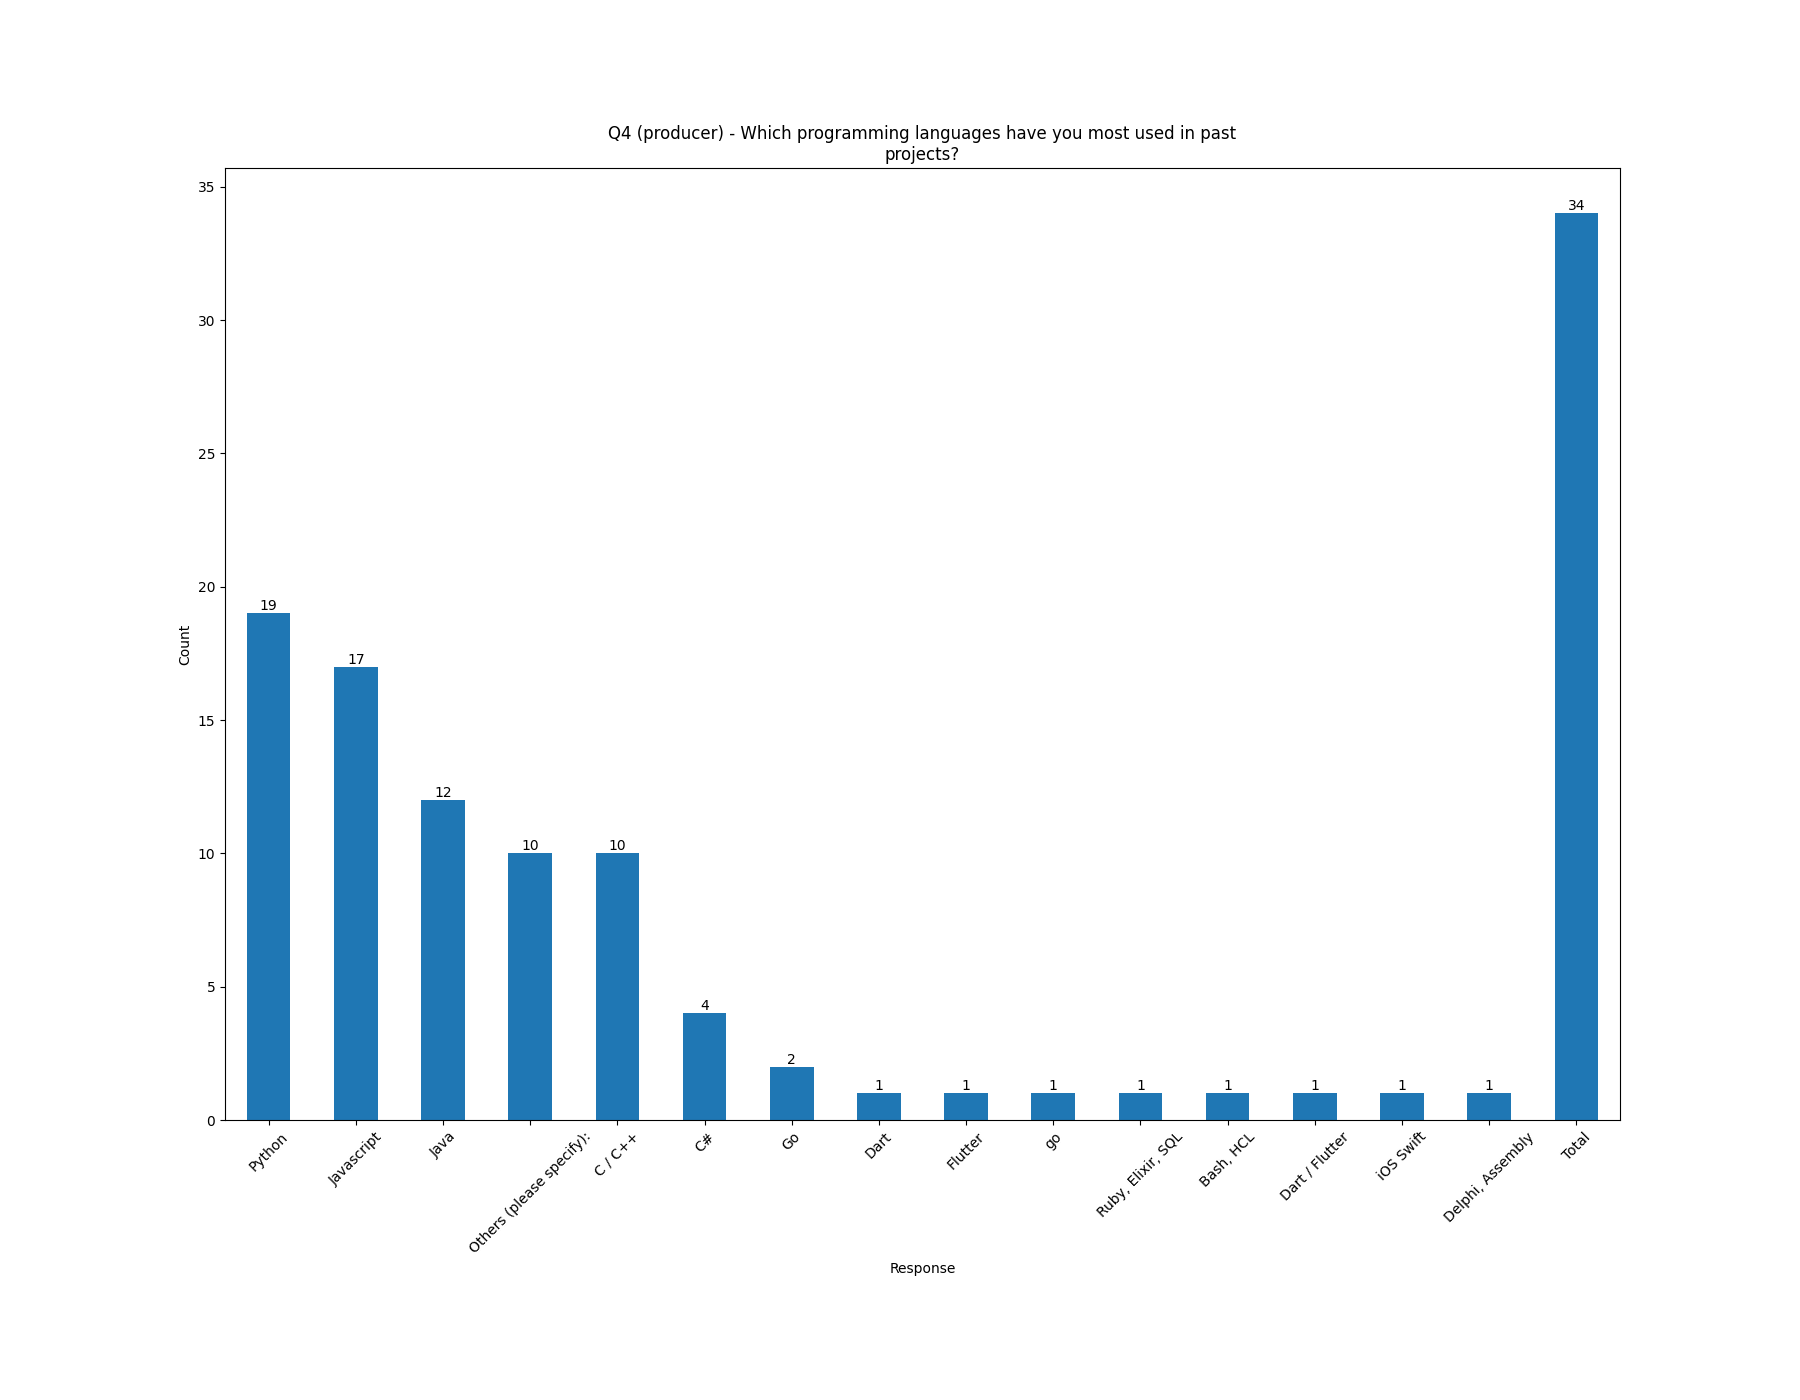 Q4 (producer) - Which programming languages have you most used in past
projects?
35
30
25
20
15
10
5
0
Count
19
17
12
10
10
4
2
1
1
1
1
1
1
1
1
34
Python
Javascript
Java
Others (please specify):
C / C++
C#
Go
Dart
Flutter
go
Ruby, Elixir, SQL
Bash, HCL
Dart / Flutter
iOS Swift
Delphi, Assembly
Total
Response